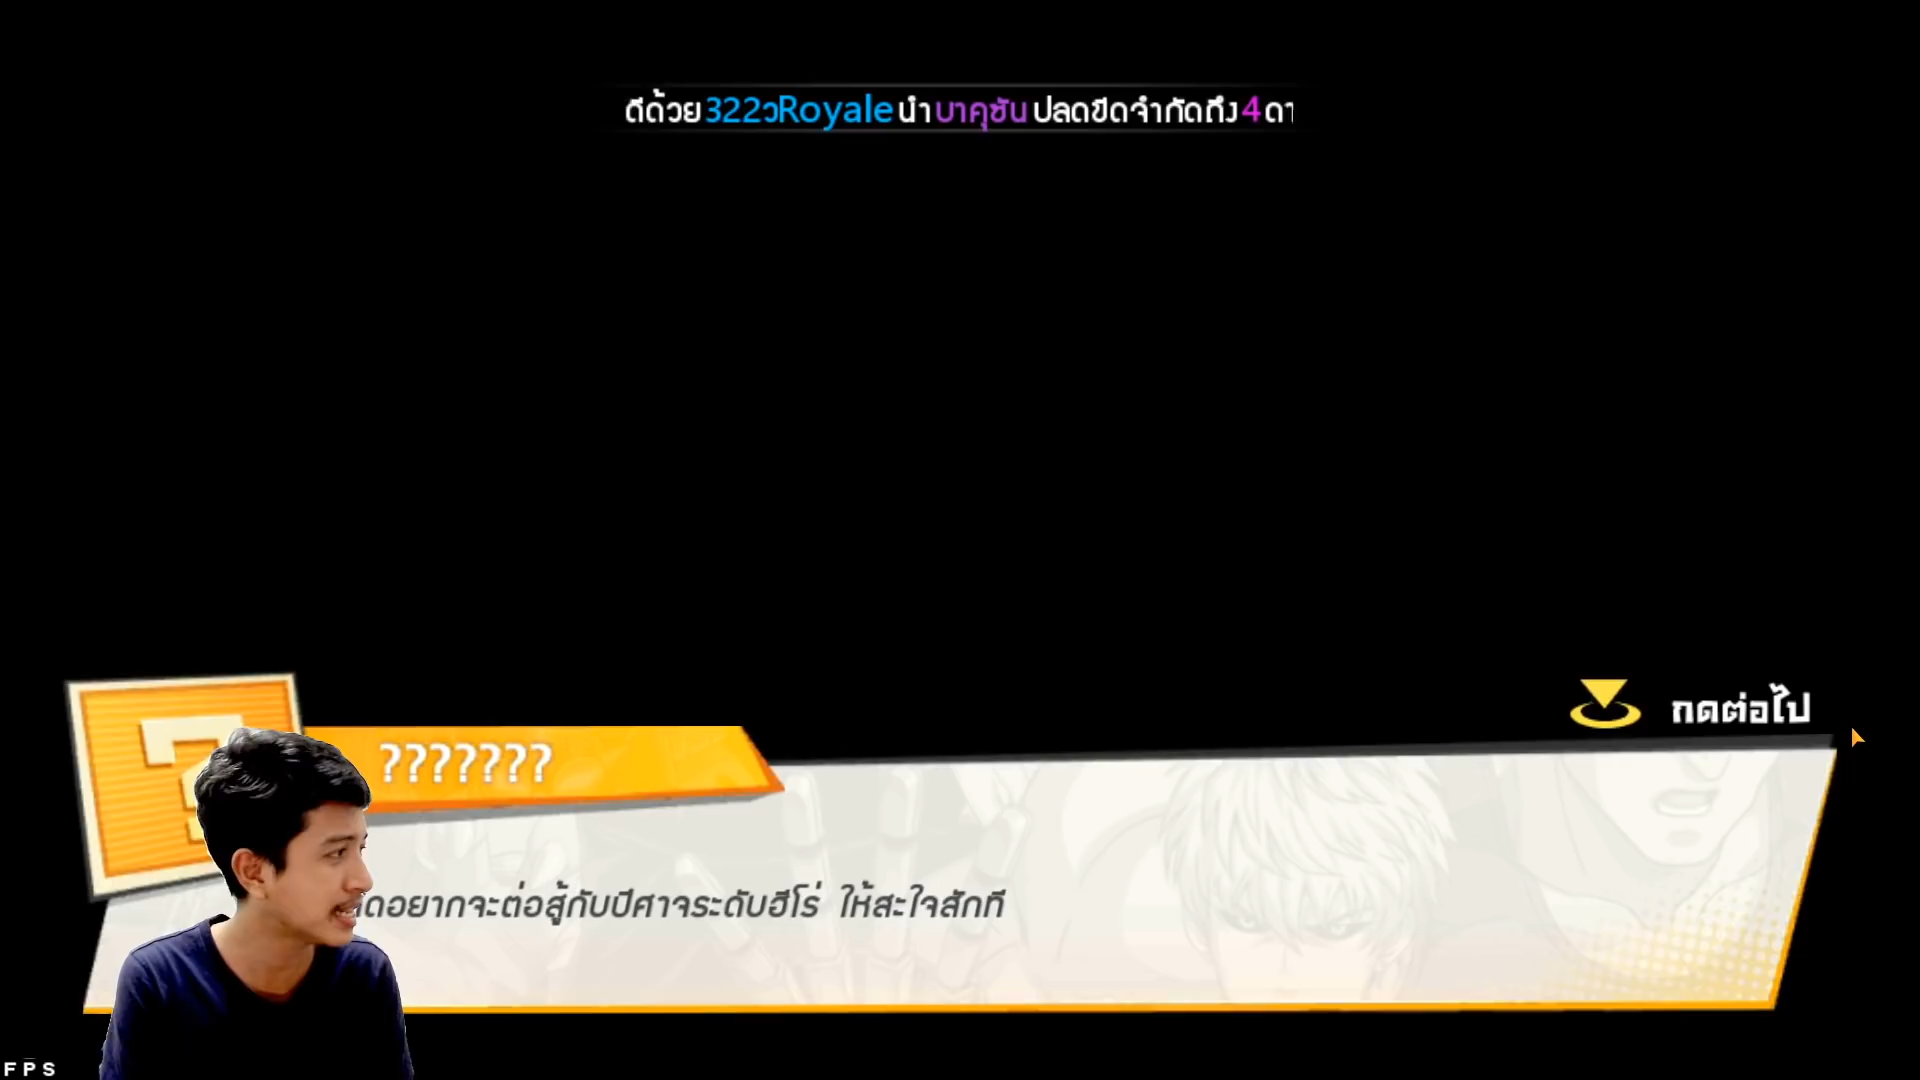 ดีด้วย322วRoyaleนำบาคุซันปลดขีดจำกัดถึง4ดา
กดต่อไป
???????
ดอยากจะต่อสู้กับปีศาจระดับฮีโร่ ให้สะใจสักที
FPS